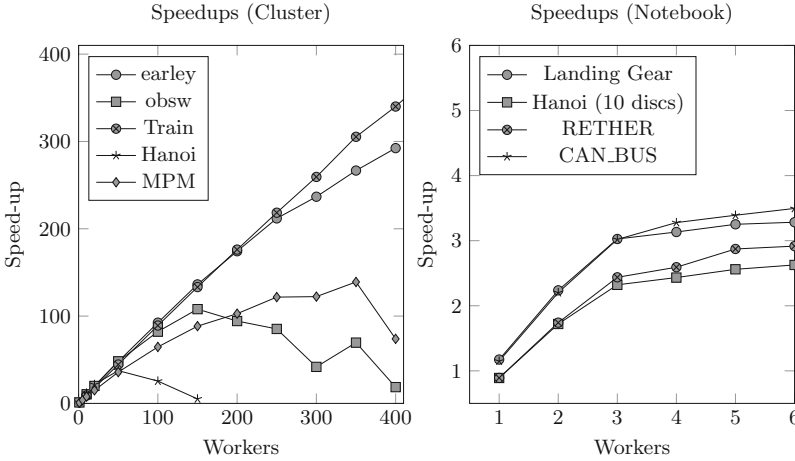 Speedups (Cluster)
400
300
200
100
0
0 100 200 300 400
Speed-up
Workers
earley
obsw
Train
Hanoi
MPM
Speedups (Notebook)
6
5
4
3
2
1
1 2 3 4 5 6
Speed-up
Workers
Landing Gear
Hanoi (10 discs)
RETHER
CAN_BUS